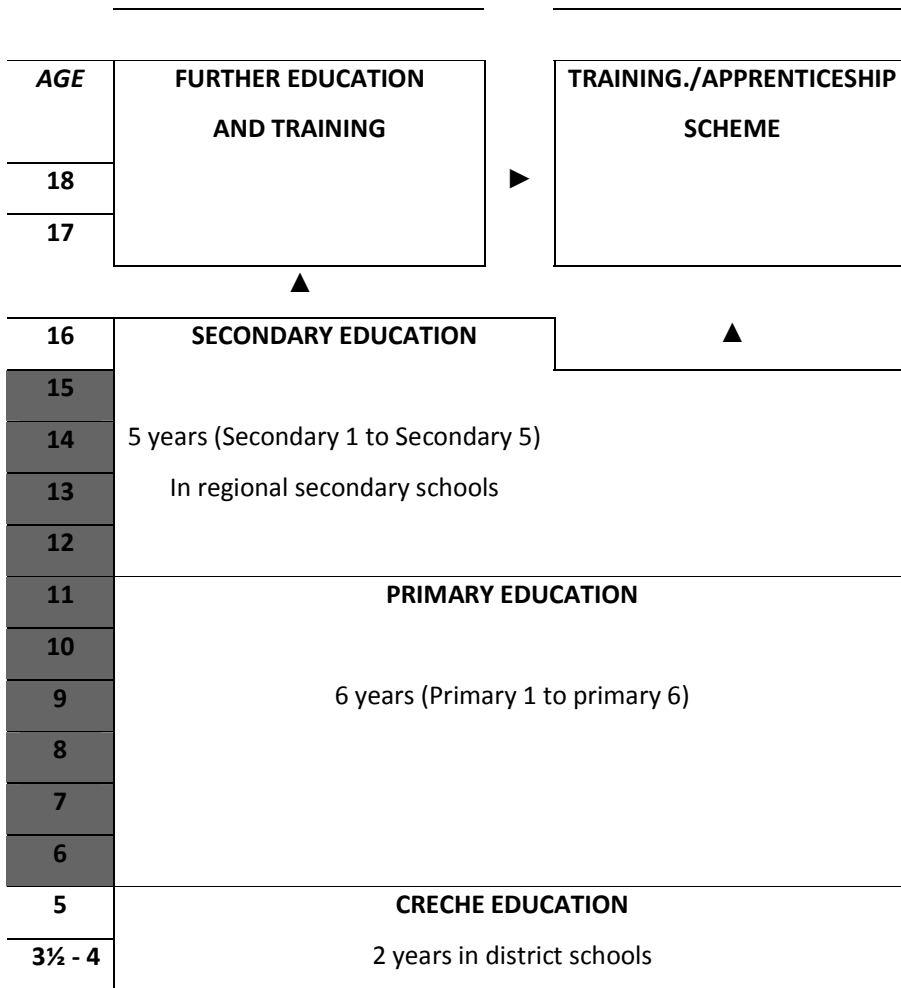 AGE FURTHER EDUCATION TRAINING./APPRENTICESHIP
AND TRAINING SCHEME
18 ►
17
▲
16 SECONDARY EDUCATION ▲
15
14 5 years (Secondary 1 to Secondary 5)
13 In regional secondary schools
12
11 PRIMARY EDUCATION
10
9 6 years (Primary 1 to primary 6)
8
7
6
5 CRECHE EDUCATION
3½ - 4 2 years in district schools